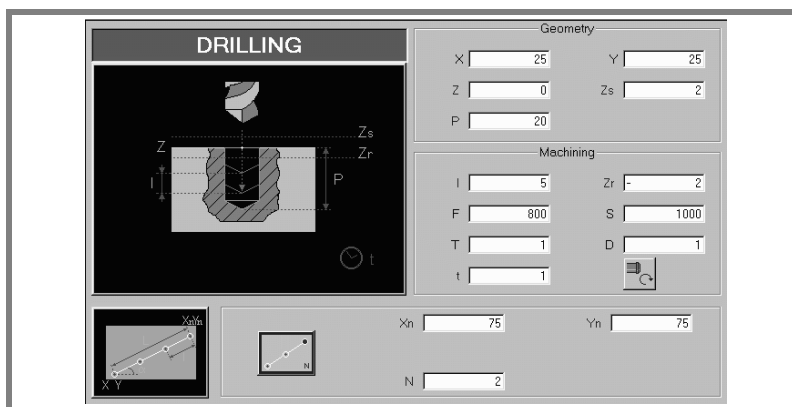 DRILLING
Z
Zs
Zr
I
P
t
Geometry
X 25 Y 25
Z 0 Zs 2
P 20
Machining
I 5 Zr - 2
F 800 S 1000
T 1 D 1
t 1
XnYn
X Y
N
Xn 75 Yn 75
N 2